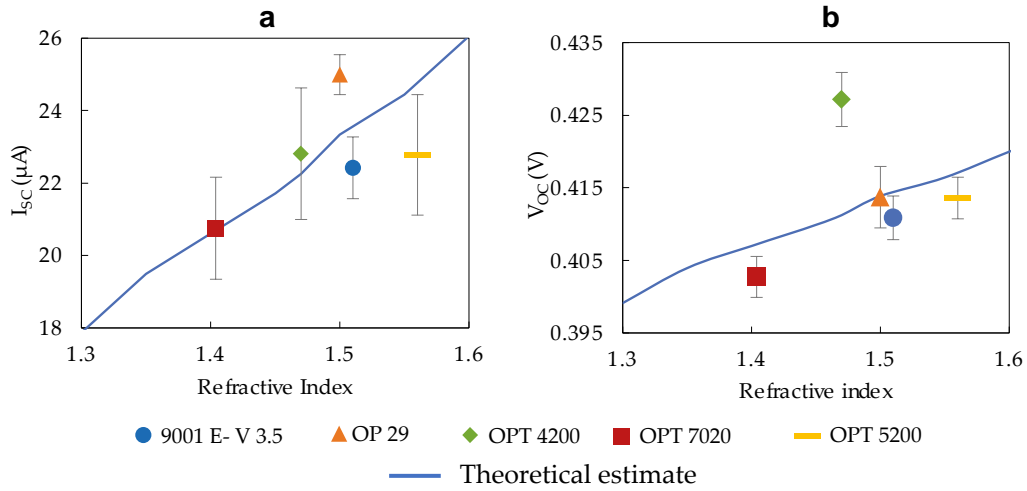 a
26
24
22
20
18
I_SC (µA)
1.3 1.4 1.5 1.6
Refractive Index
b
0.435
0.425
0.415
0.405
0.395
V_OC (V)
1.3 1.4 1.5 1.6
Refractive index
9001 E- V 3.5 OP 29 OPT 4200 OPT 7020 OPT 5200
Theoretical estimate